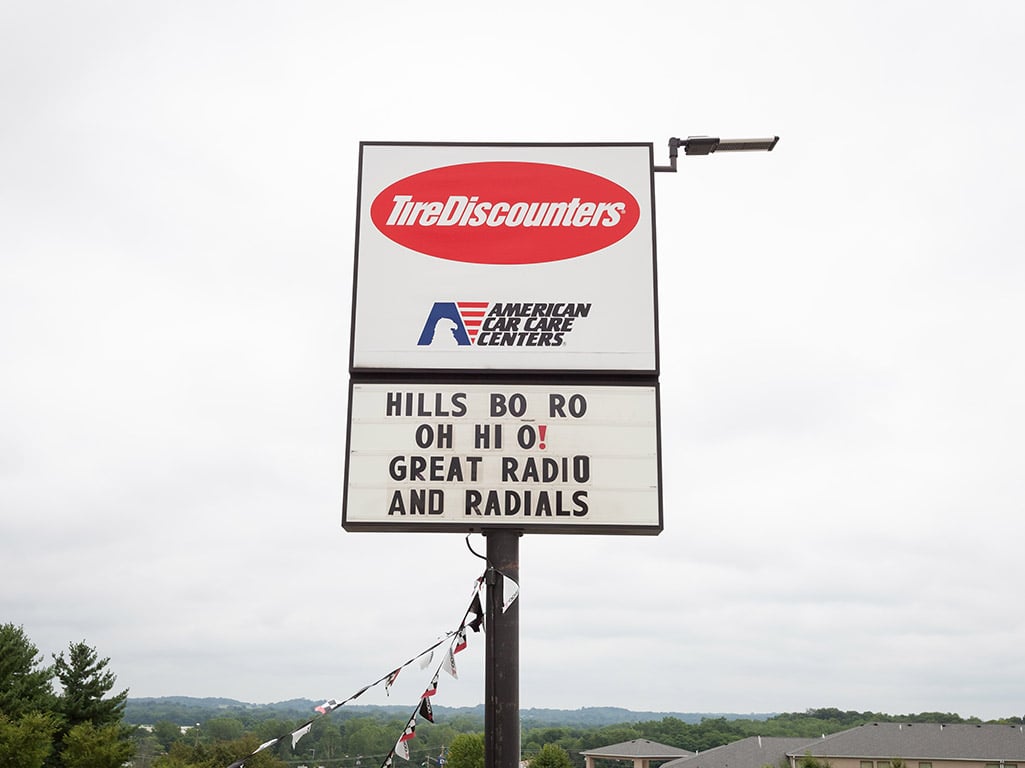 TireDiscounters
AMERICAN
CAR CARE
CENTERS
HILLS BO RO
OH HI O!
GREAT RADIO
AND RADIALS